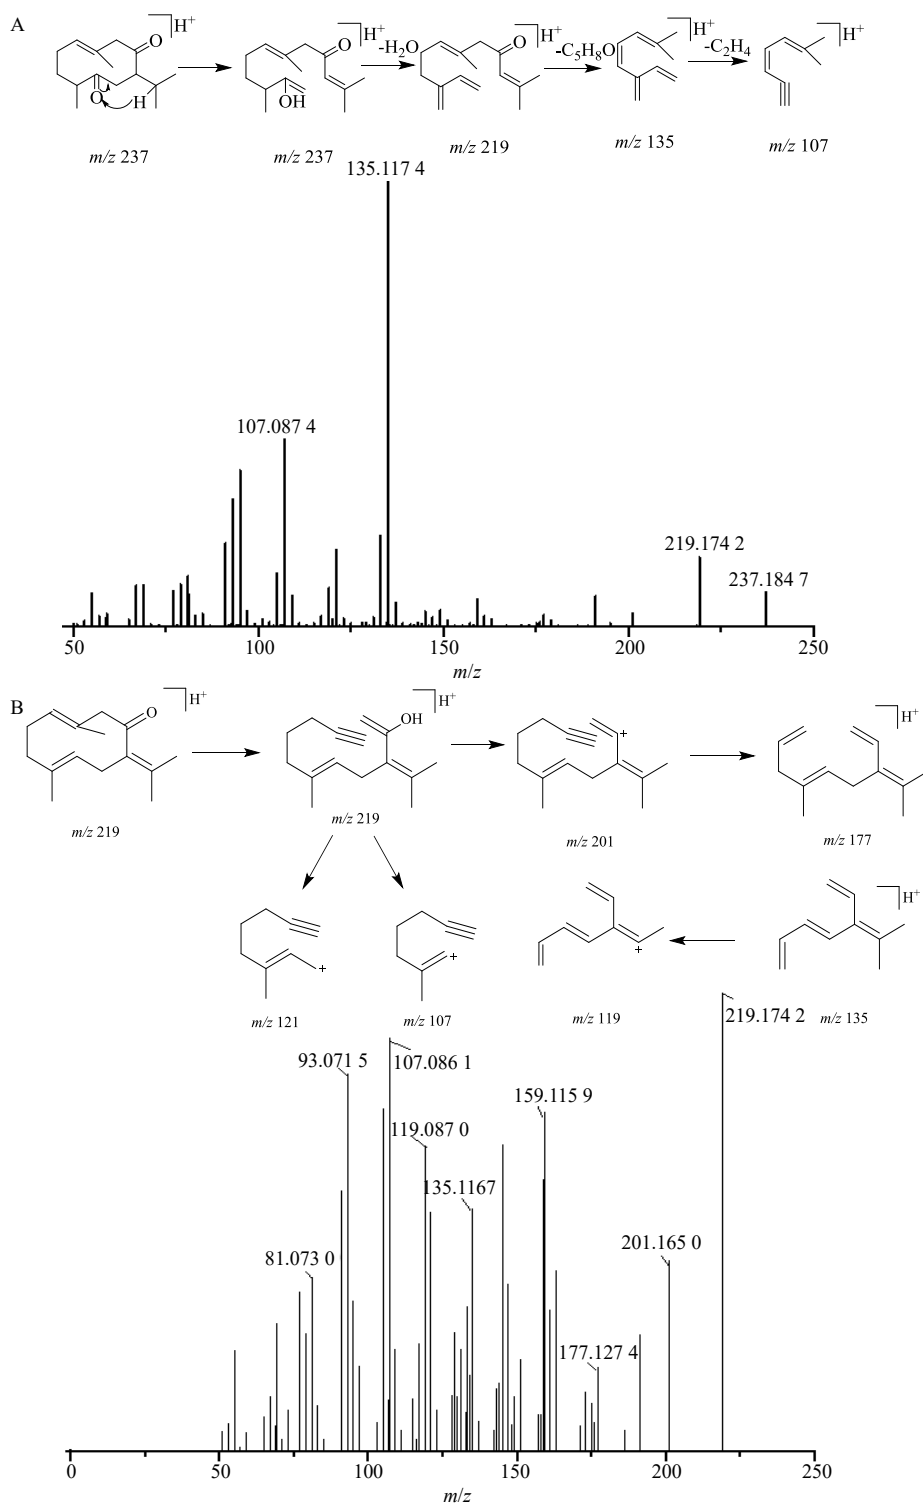 A
H+
H+
H+
H+
H+
O
O
H
O
OH
-H2O
O
-C5H8O
-C2H4
m/z 237
m/z 237
m/z 219
m/z 135
m/z 107
135.117 4
107.087 4
219.174 2
237.184 7
50
100
150
200
250
m/z
B
H+
H+
H+
O
OH
+
m/z 219
m/z 219
m/z 201
m/z 177
H+
+
+
+
m/z 121
m/z 107
m/z 119
m/z 135
219.174 2
93.071 5
107.086 1
159.115 9
119.087 0
135.1167
201.165 0
81.073 0
177.127 4
0
50
100
150
200
250
m/z